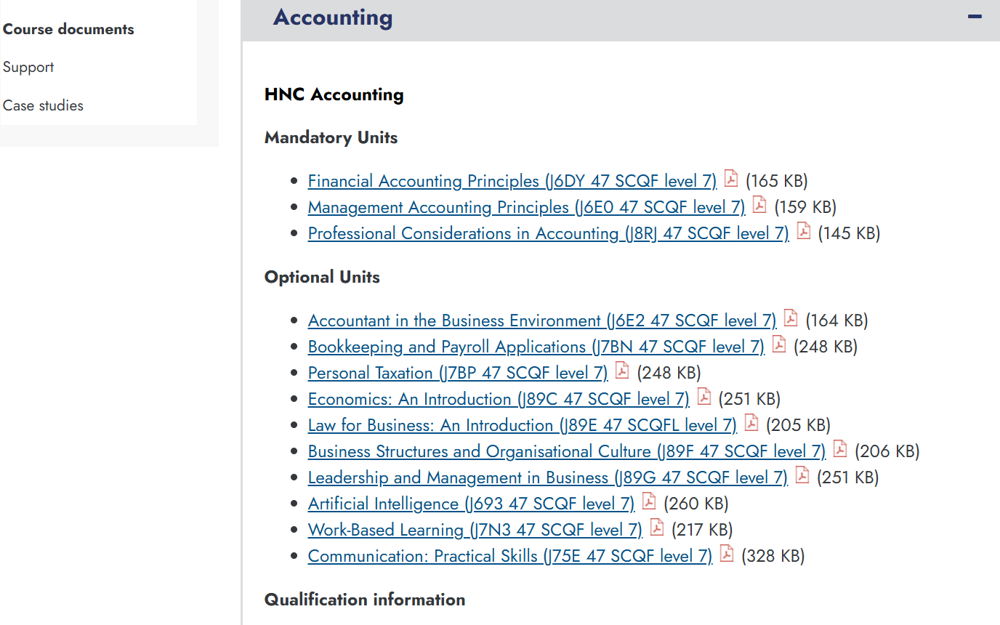 Course documents
Support
Case studies
Accounting
HNC Accounting
Mandatory Units
Financial Accounting Principles (J6DY 47 SCQF level 7) (165 KB)
Management Accounting Principles (J6E0 47 SCQF level 7) (159 KB)
Professional Considerations in Accounting (J8RJ 47 SCQF level 7) (145 KB)
Optional Units
Accountant in the Business Environment (J6E2 47 SCQF level 7) (164 KB)
Bookkeeping and Payroll Applications (J7BN 47 SCQF level 7) (248 KB)
Personal Taxation (J7BP 47 SCQF level 7) (248 KB)
Economics: An Introduction (J89C 47 SCQF level 7) (251 KB)
Law for Business: An Introduction (J89E 47 SCQFL level 7) (205 KB)
Business Structures and Organisational Culture (J89F 47 SCQF level 7) (206 KB)
Leadership and Management in Business (J89G 47 SCQF level 7) (251 KB)
Artificial Intelligence (J693 47 SCQF level 7) (260 KB)
Work-Based Learning (J7N3 47 SCQF level 7) (217 KB)
Communication: Practical Skills (J75E 47 SCQF level 7) (328 KB)
Qualification information